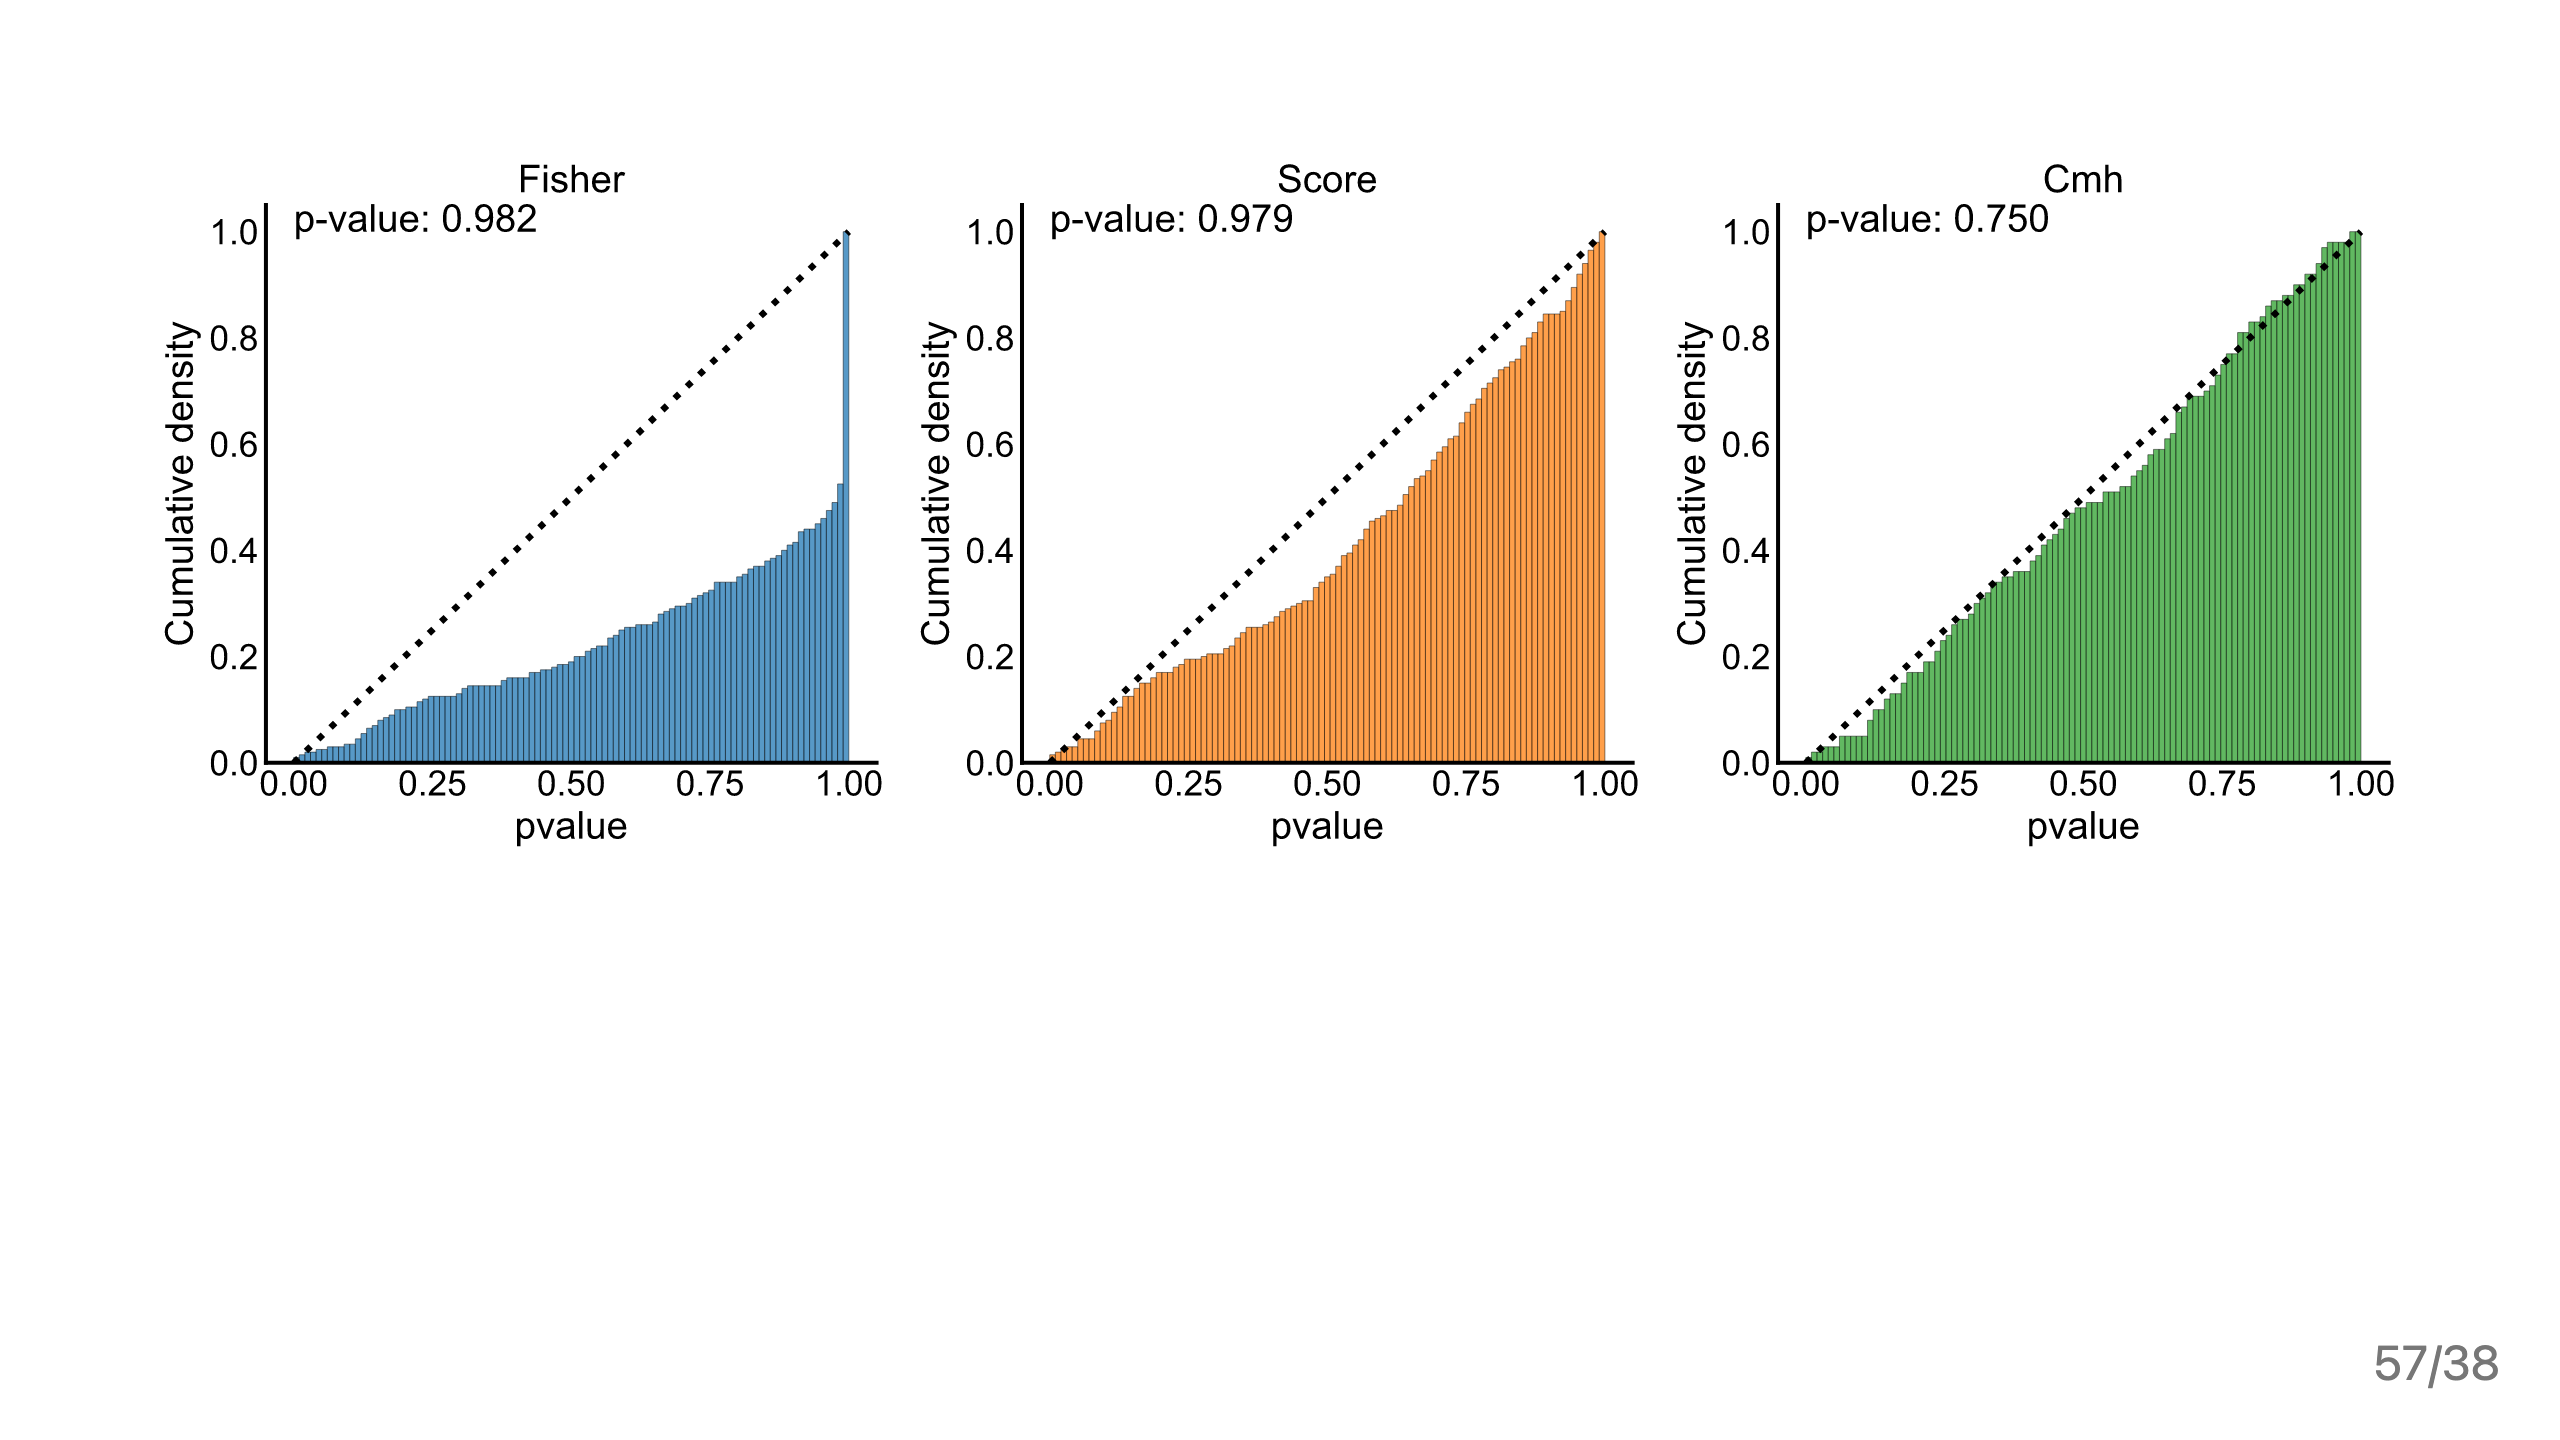 Fisher
p-value: 0.982
1.0
0.8
0.6
0.4
0.2
0.0
Cumulative density
0.00 0.25 0.50 0.75 1.00
pvalue
Score
p-value: 0.979
1.0
0.8
0.6
0.4
0.2
0.0
Cumulative density
0.00 0.25 0.50 0.75 1.00
pvalue
Cmh
p-value: 0.750
1.0
0.8
0.6
0.4
0.2
0.0
Cumulative density
0.00 0.25 0.50 0.75 1.00
pvalue
57/38